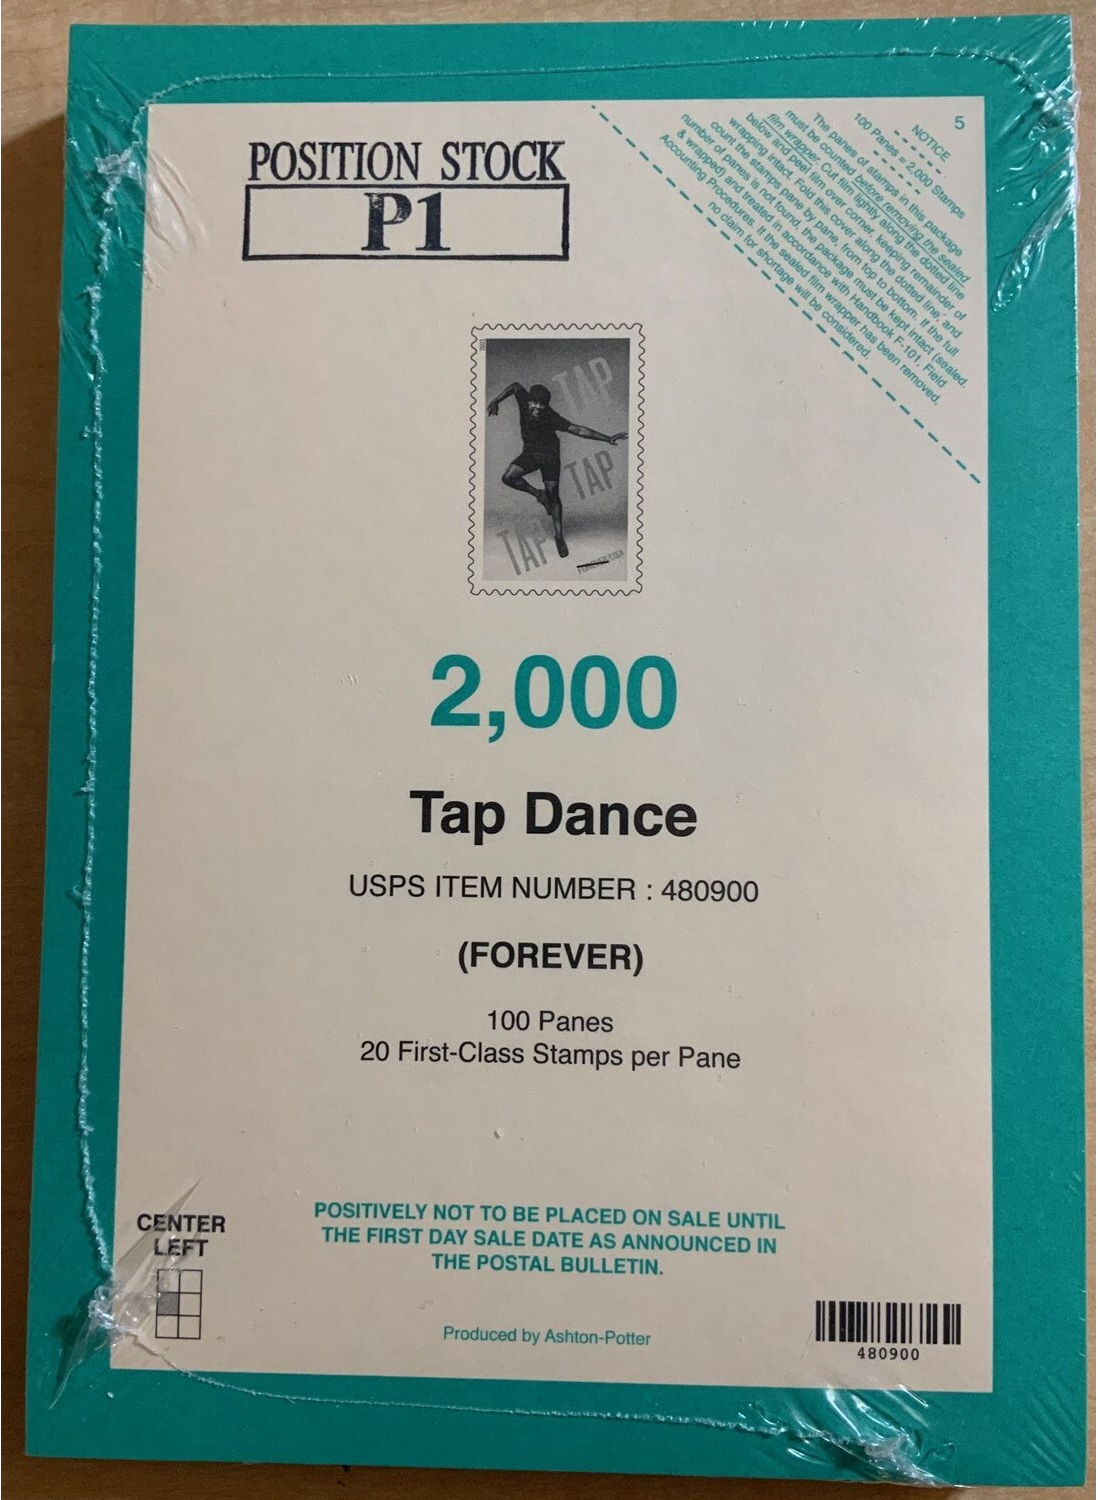 POSITION STOCK
P1
5
NOTICE
100 Panes = 2,000 Stamps
The panes of stamps in this package
must be counted before removing the sealed
film wrapper. Cut film lightly along the dotted line
below and peel film over corner, keeping remainder of
wrapping intact. Fold this cover along the dotted line, and
count the stamps pane by pane, from top to bottom. If the full
number of panes is not found, the package must be kept intact (sealed
& wrapped) and treated in accordance with Handbook F-101, Field
Accounting Procedures. If the sealed film wrapper has been removed,
no claim for shortage will be considered.
2021
TAP
TAP
TAP
FOREVER/USA
2,000
Tap Dance
USPS ITEM NUMBER : 480900
(FOREVER)
100 Panes
20 First-Class Stamps per Pane
CENTER
LEFT
POSITIVELY NOT TO BE PLACED ON SALE UNTIL
THE FIRST DAY SALE DATE AS ANNOUNCED IN
THE POSTAL BULLETIN.
Produced by Ashton-Potter
480900